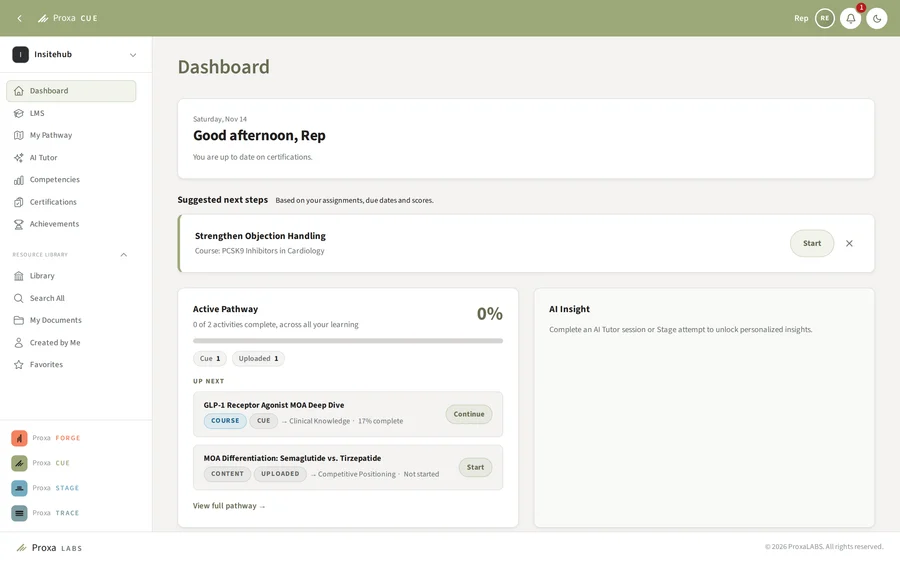 Proxa CUE
Rep
RE
1
I
Insitehub
Dashboard
LMS
My Pathway
AI Tutor
Competencies
Certifications
Achievements
RESOURCE LIBRARY
Library
Search All
My Documents
Created by Me
Favorites
Proxa FORGE
Proxa CUE
Proxa STAGE
Proxa TRACE
Dashboard
Saturday, Nov 14
Good afternoon, Rep
You are up to date on certifications.
Suggested next steps Based on your assignments, due dates and scores.
Strengthen Objection Handling
Course: PCSK9 Inhibitors in Cardiology
Start
Active Pathway
0 of 2 activities complete, across all your learning
0%
Cue 1
Uploaded 1
UP NEXT
GLP-1 Receptor Agonist MOA Deep Dive
COURSE CUE → Clinical Knowledge · 17% complete
Continue
MOA Differentiation: Semaglutide vs. Tirzepatide
CONTENT UPLOADED → Competitive Positioning · Not started
Start
View full pathway →
AI Insight
Complete an AI Tutor session or Stage attempt to unlock personalized insights.
Proxa LABS
© 2026 ProxaLABS. All rights reserved.